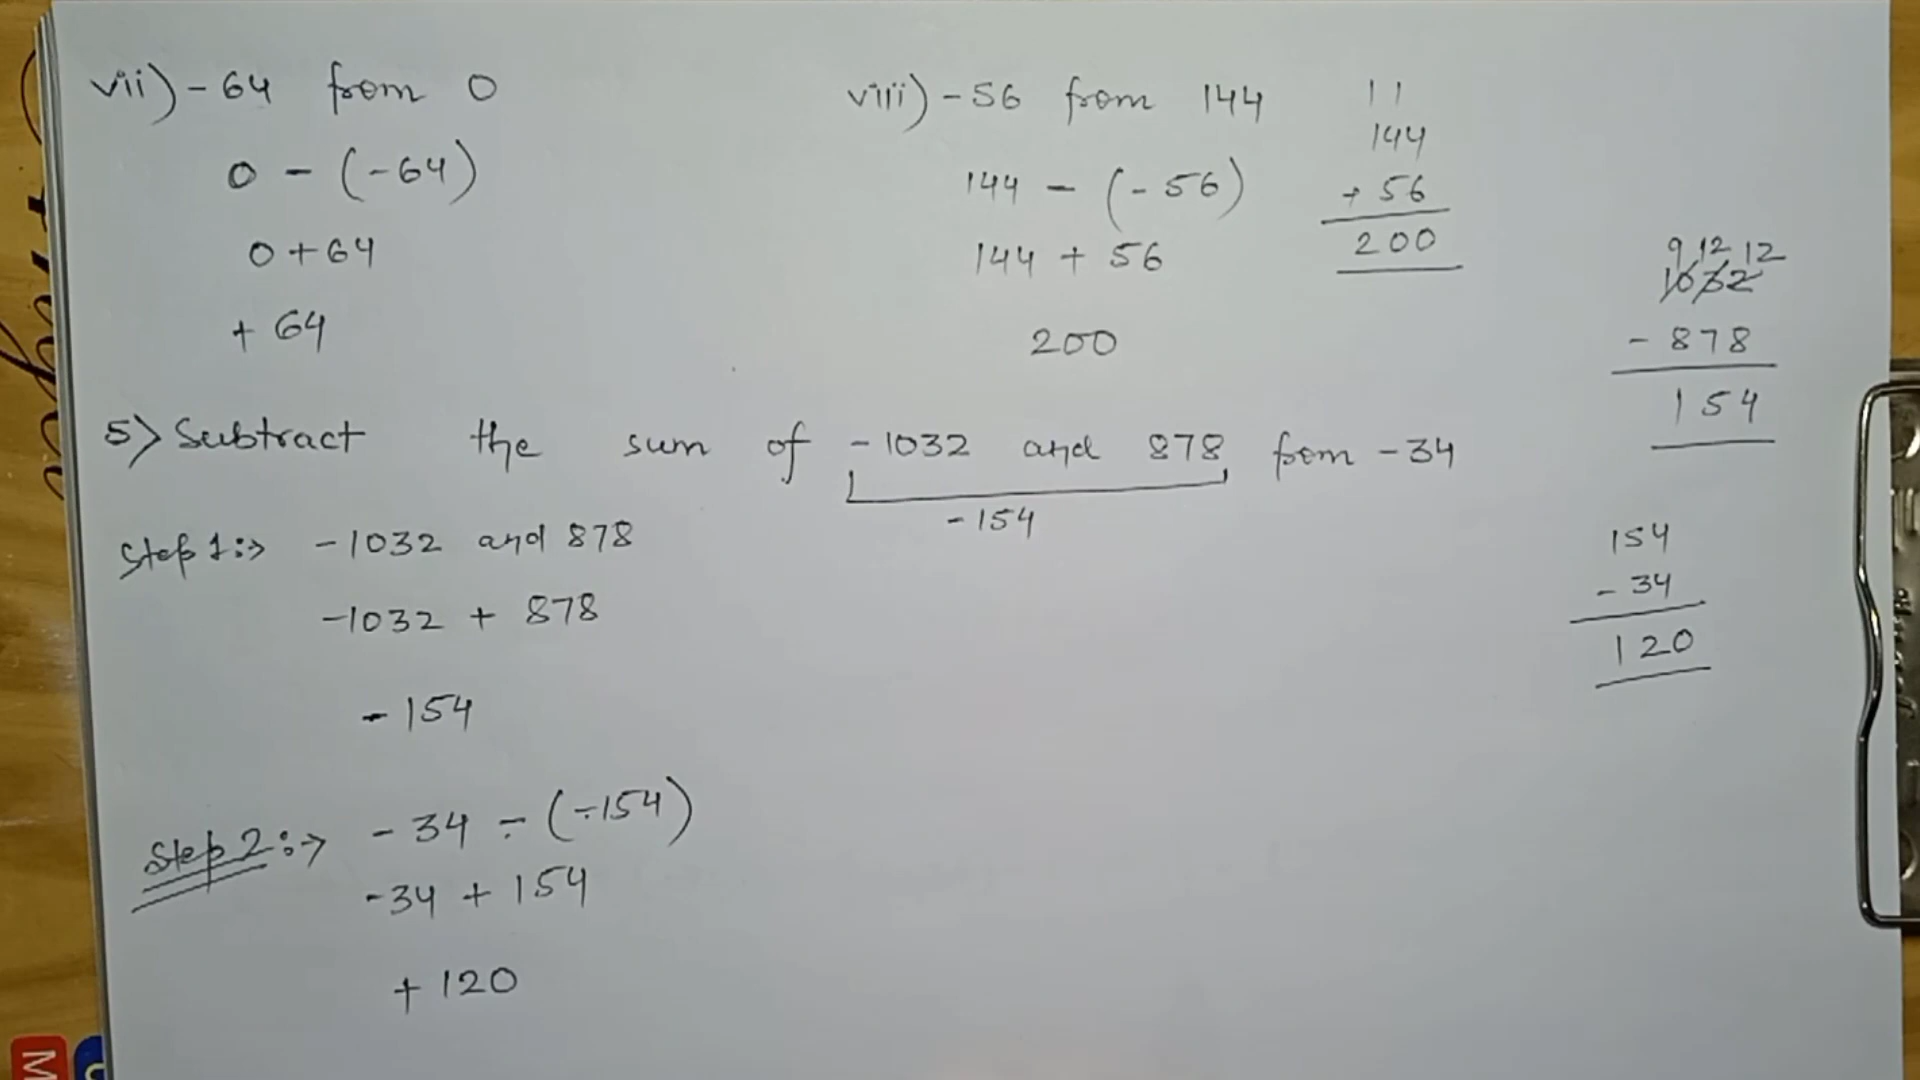 vii) -64 from 0
0 - (-64)
0 + 64
+ 64
viii) -56 from 144
144 - (-56)
144 + 56
200
1 1
144
+ 56
200
9 12 12
1032
- 878
154
5) Subtract the sum of -1032 and 878 from -34
-154
Step 1:-> -1032 and 878
-1032 + 878
- 154
154
- 34
120
Step 2:-> - 34 - (-154)
-34 + 154
+ 120
M